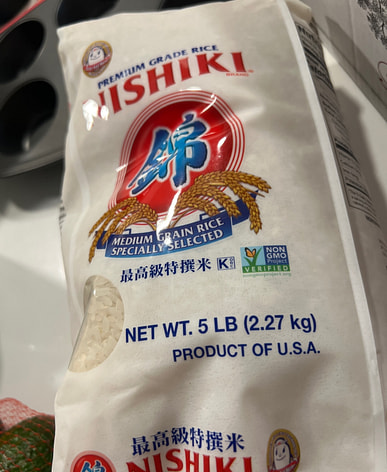 PREMIUM GRADE RICE
NISHIKI
BRAND
錦
MEDIUM GRAIN RICE
SPECIALLY SELECTED
最高級特撰米
K
NON
GMO
Project
VERIFIED
NET WT. 5 LB (2.27 kg)
PRODUCT OF U.S.A.
最高級特撰米
錦
NISHIKI